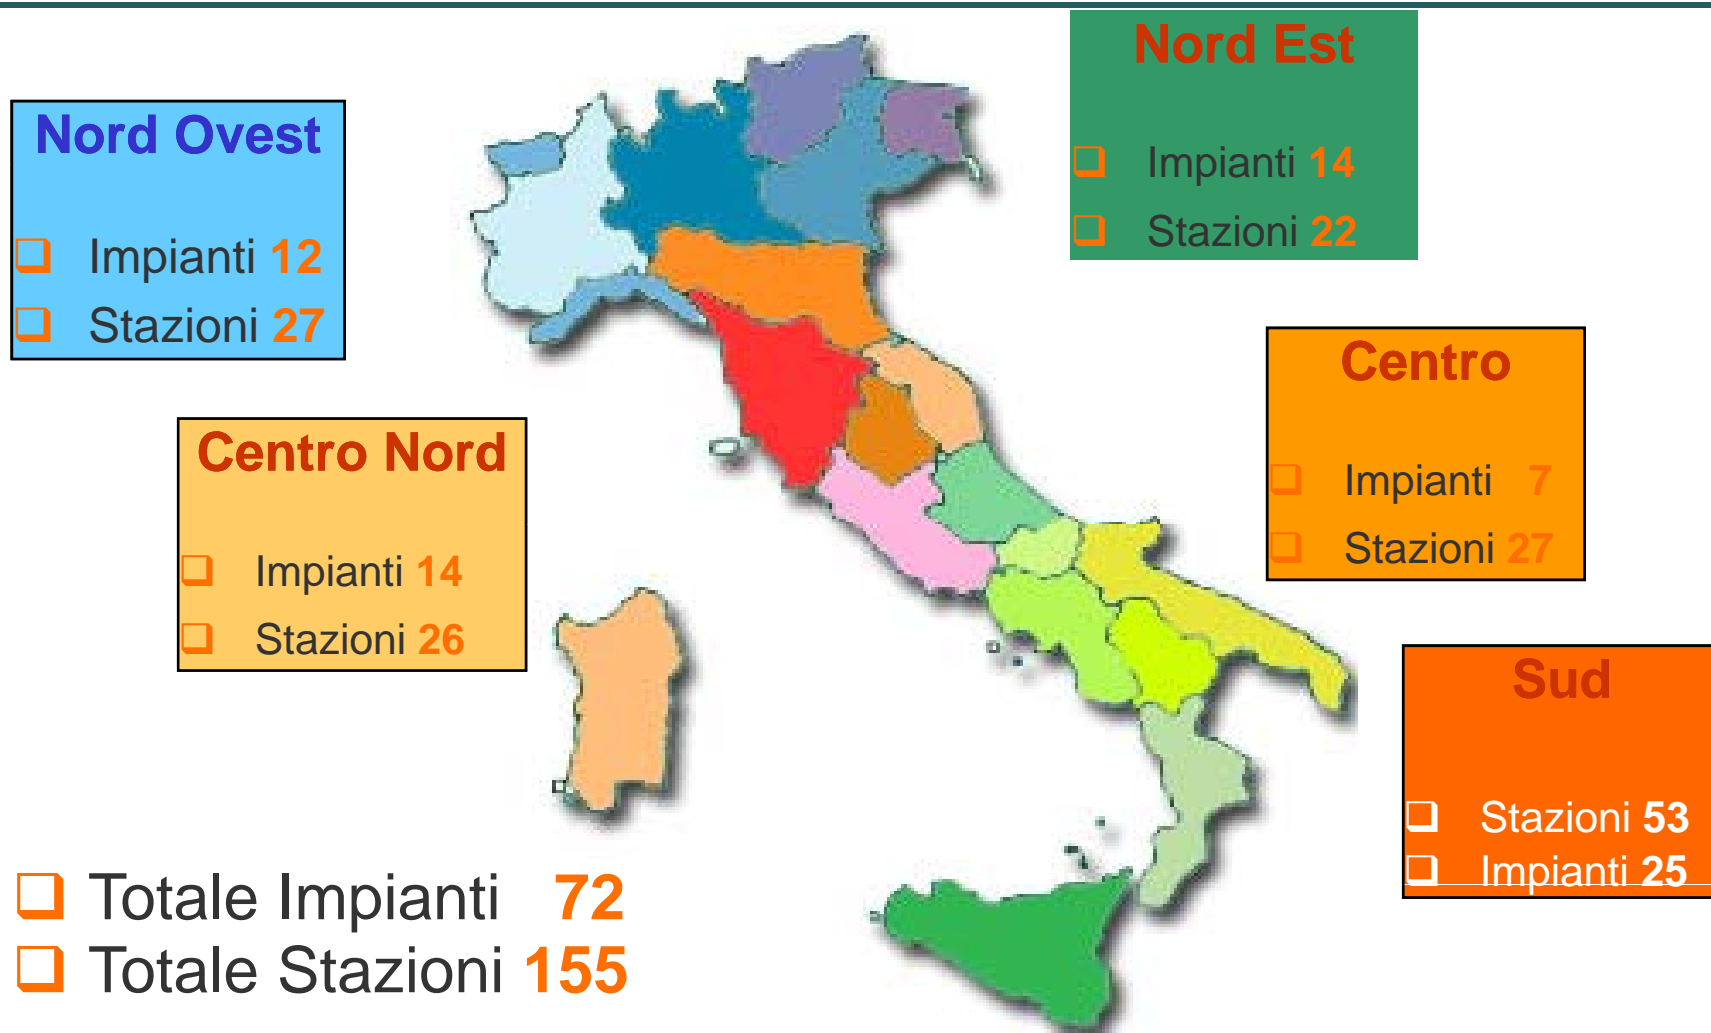 Nord Ovest
Impianti 12
Stazioni 27
Nord Est
Impianti 14
Stazioni 22
Centro Nord
Impianti 14
Stazioni 26
Centro
Impianti 7
Stazioni 27
Sud
Stazioni 53
Impianti 25
Totale Impianti 72
Totale Stazioni 155